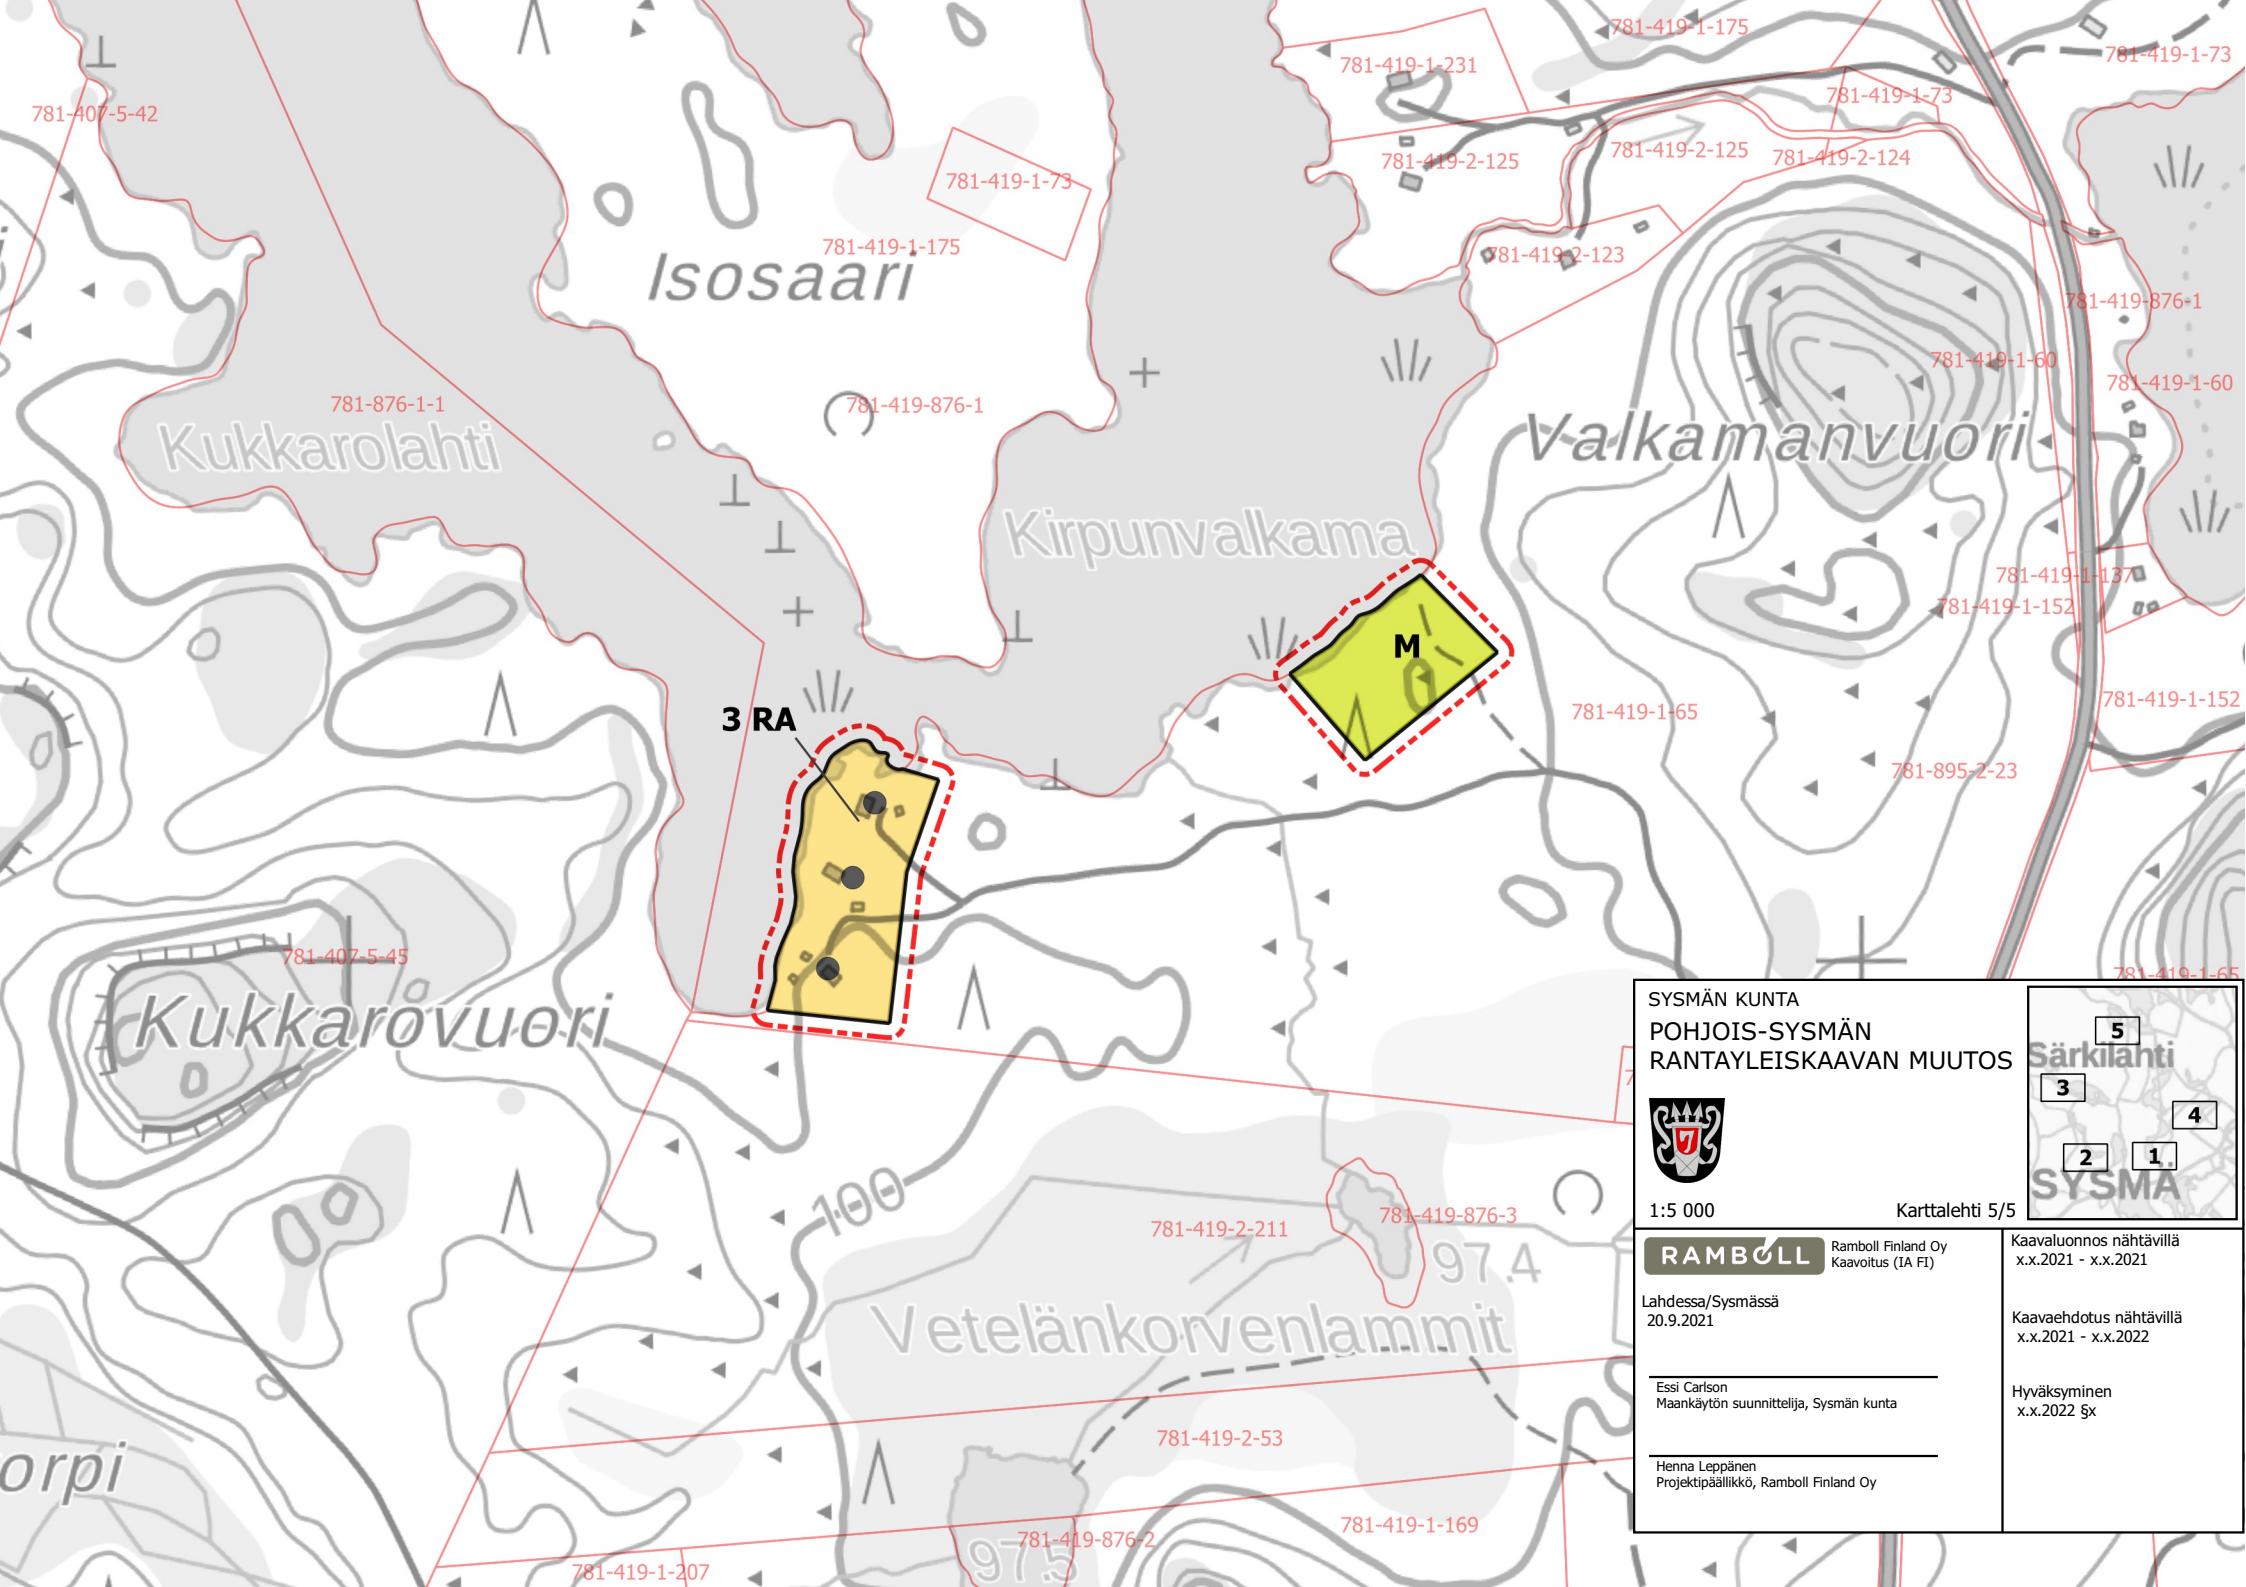 781-419-1-175
781-419-1-231
781-419-1-73
781-407-5-42
781-419-1-73
781-419-2-125
781-419-2-125
781-419-2-124
781-419-1-73
781-419-1-175
Isosaari
781-419-2-123
781-419-876-1
781-419-1-60
781-419-1-60
781-876-1-1
781-419-876-1
Kukkarolahti
Valkamanvuori
Kirpunvalkama
781-419-1-137
781-419-1-152
M
781-419-1-152
781-419-1-65
3 RA
781-895-2-23
781-407-5-45
781-419-1-65
Kukkarovuori
100
781-419-2-211
781-419-876-3
97.4
Vetelänkorvenlammit
781-419-2-53
orpi
781-419-1-169
781-419-876-2
97.5
781-419-1-207
SYSMÄN KUNTA
POHJOIS-SYSMÄN
RANTAYLEISKAAVAN MUUTOS
1:5 000
Karttalehti 5/5
5
Särkilahti
3
4
2
1
SYSMÄ
RAMBOLL
Ramboll Finland Oy
Kaavoitus (IA FI)
Lahdessa/Sysmässä
20.9.2021
Essi Carlson
Maankäytön suunnittelija, Sysmän kunta
Henna Leppänen
Projektipäällikkö, Ramboll Finland Oy
Kaavaluonnos nähtävillä
x.x.2021 - x.x.2021
Kaavaehdotus nähtävillä
x.x.2021 - x.x.2022
Hyväksyminen
x.x.2022 §x